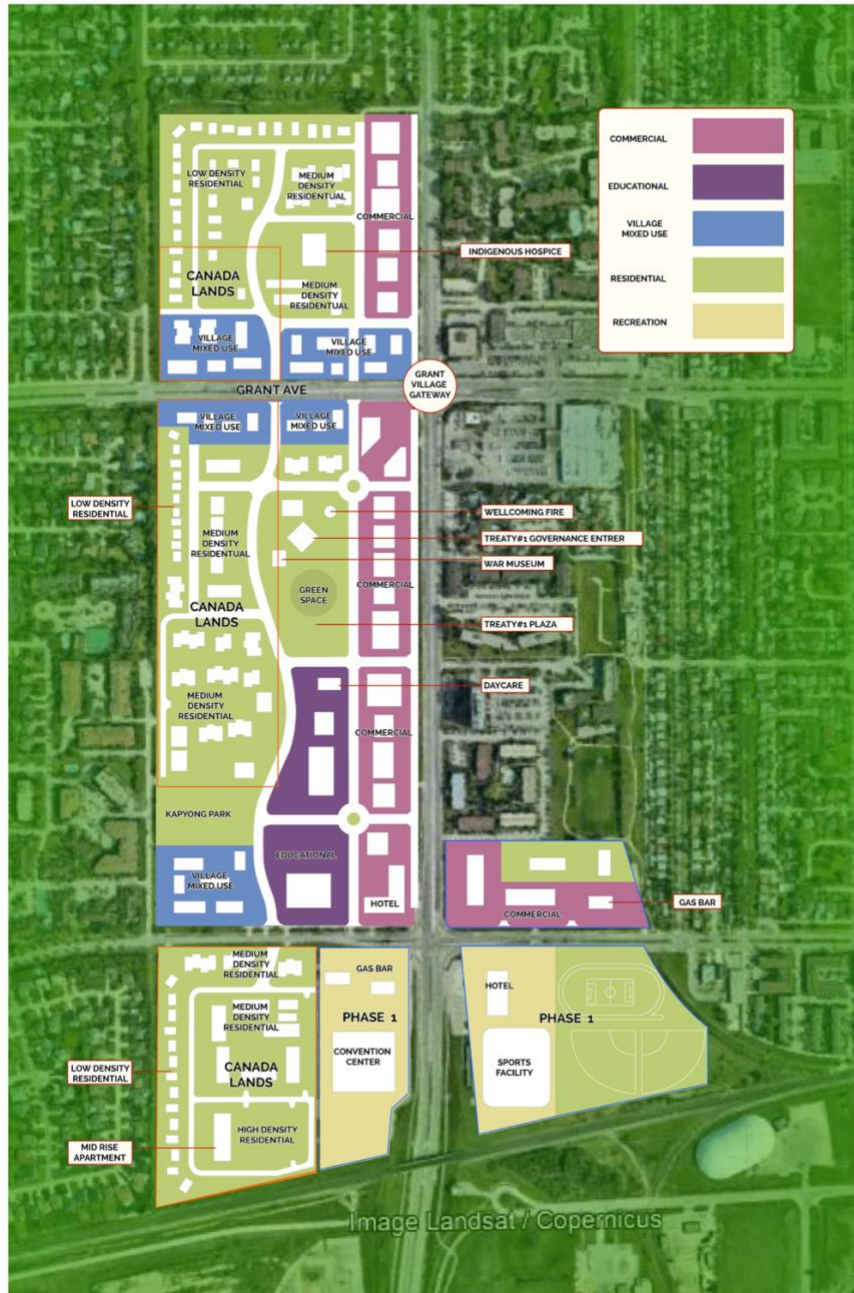 COMMERCIAL
EDUCATIONAL
VILLAGE
MIXED USE
RESIDENTIAL
RECREATION
LOW DENSITY
RESIDENTIAL
MEDIUM
DENSITY
RESIDENTUAL
COMMERCIAL
INDIGENOUS HOSPICE
CANADA
LANDS
MEDIUM
DENSITY
RESIDENTUAL
VILLAGE
MIXED USE
VILLAGE
MIXED USE
GRANT AVE
GRANT
VILLAGE
GATEWAY
VILLAGE
MIXED USE
VILLAGE
MIXED USE
LOW DENSITY
RESIDENTIAL
WELLCOMING FIRE
MEDIUM
DENSITY
RESIDENTUAL
TREATY#1 GOVERNANCE ENTRER
WAR MUSEUM
GREEN
SPACE
COMMERCIAL
CANADA
LANDS
TREATY#1 PLAZA
DAYCARE
MEDIUM
DENSITY
RESIDENTIAL
COMMERCIAL
KAPYONG PARK
EDUCATIONAL
VILLAGE
MIXED USE
HOTEL
COMMERCIAL
GAS BAR
MEDIUM
DENSITY
RESIDENTIAL
GAS BAR
HOTEL
MEDIUM
DENSITY
RESIDENTUAL
PHASE 1
PHASE 1
CONVENTION
CENTER
SPORTS
FACILITY
LOW DENSITY
RESIDENTIAL
CANADA
LANDS
HIGH DENSITY
RESIDENTIAL
MID RISE
APARTMENT
Image Landsat / Copernicus